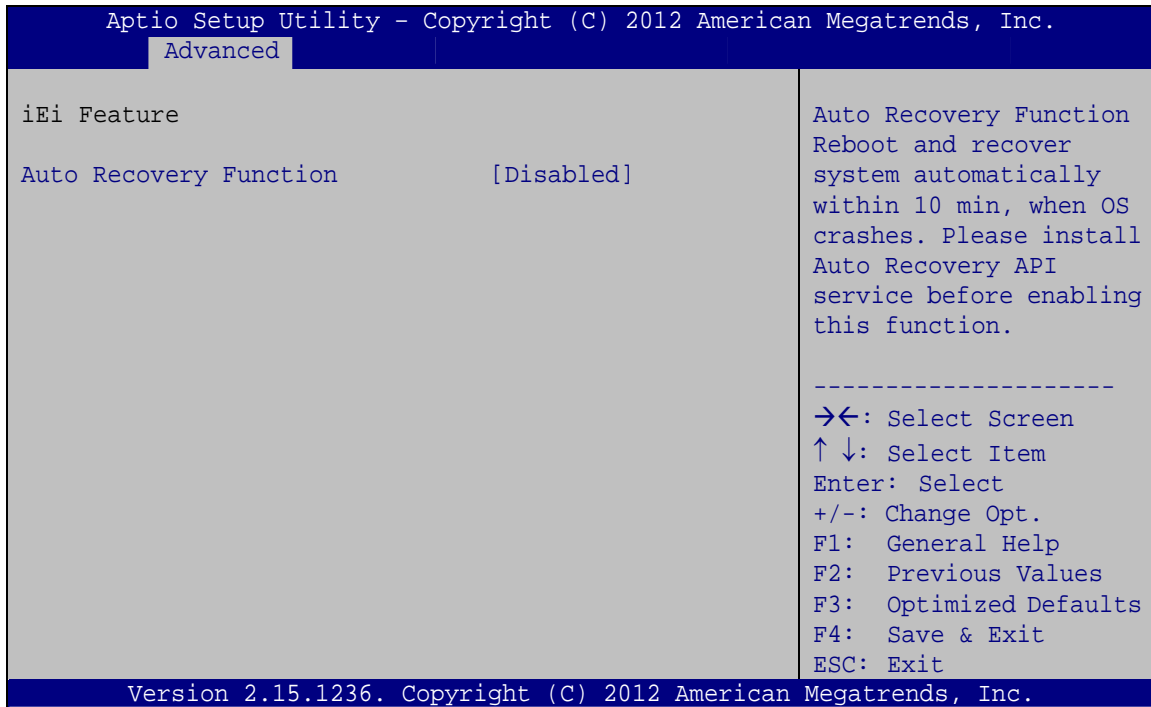 Aptio Setup Utility – Copyright (C) 2012 American Megatrends, Inc.
Advanced
iEi Feature
Auto Recovery Function [Disabled]
Auto Recovery Function
Reboot and recover
system automatically
within 10 min, when OS
crashes. Please install
Auto Recovery API
service before enabling
this function.
---------------------
→←: Select Screen
↑ ↓: Select Item
Enter: Select
+/-: Change Opt.
F1: General Help
F2: Previous Values
F3: Optimized Defaults
F4: Save & Exit
ESC: Exit
Version 2.15.1236. Copyright (C) 2012 American Megatrends, Inc.